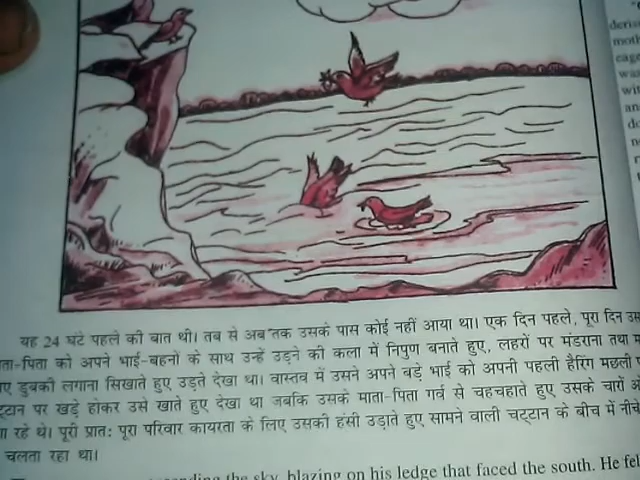 यह 24 घंटे पहले की बात थी। तब से अब तक उसके पास कोई नहीं आया था। एक दिन पहले, पूरा दिन
माता-पिता को अपने भाई-बहनों के साथ उन्हें उड़ने की कला में निपुण बनाते हुए, लहरों पर मंडराना तथा
डुबकी लगाना सिखाते हुए उड़ते देखा था। वास्तव में उसने अपने बड़े भाई को अपनी पहली हैरिंग मछली
पर खड़े होकर उसे खाते हुए देखा था जबकि उसके माता-पिता गर्व से चहचहाते हुए उसके चारों
रहे थे। पूरी प्रात: पूरा परिवार कायरता के लिए उसकी हंसी उड़ाते हुए सामने वाली चट्टान के बीच में नीचे
चलता रहा था।
the sky, blazing on his ledge that faced the south. He